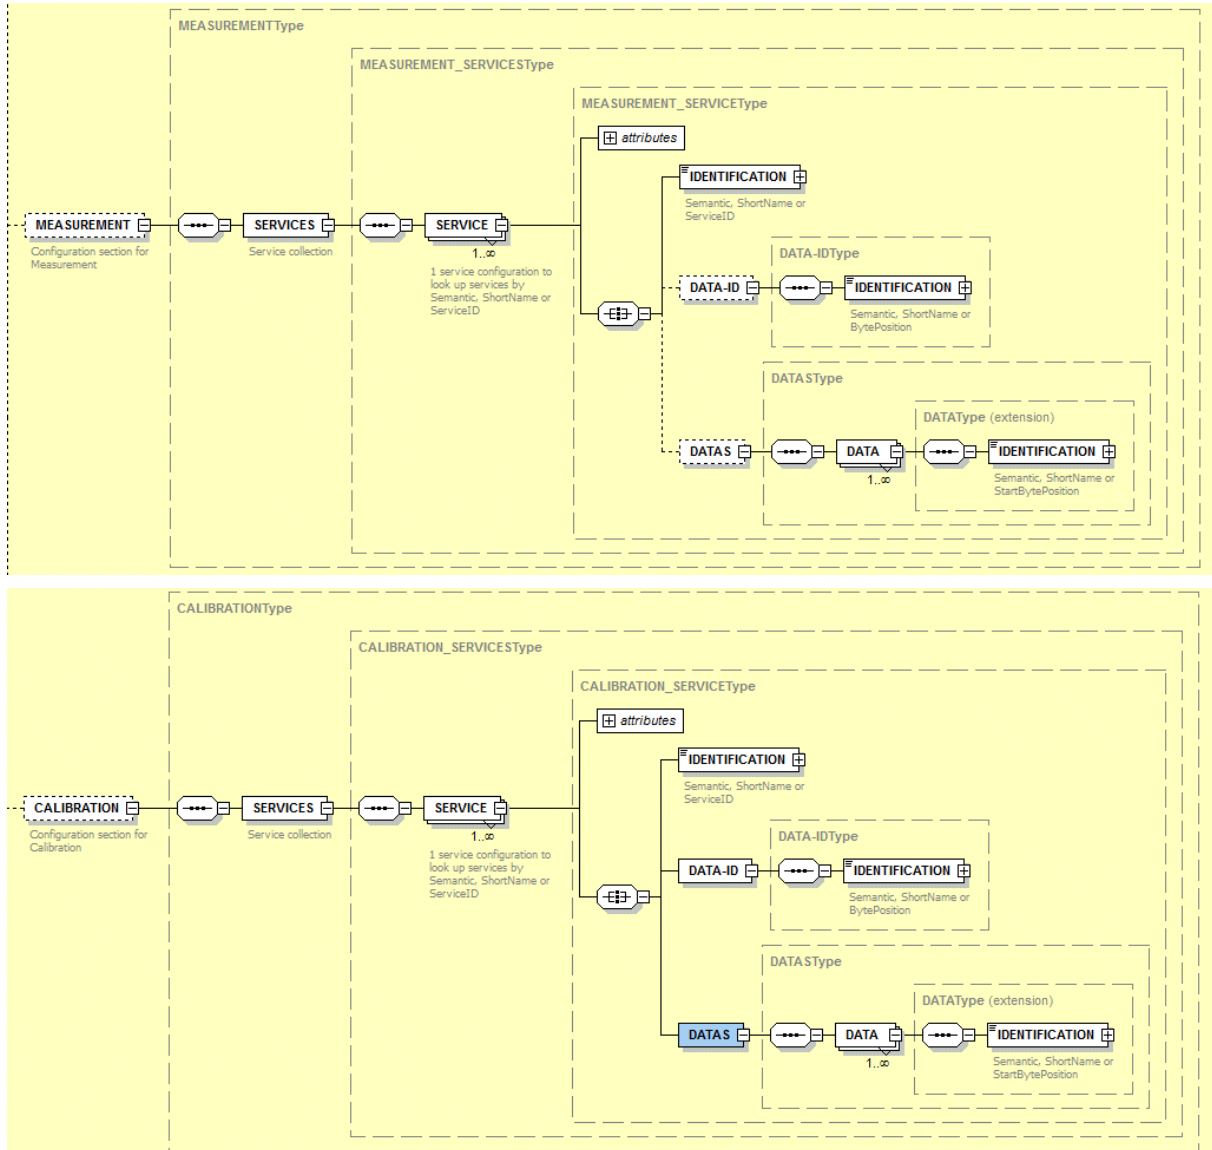 MEASUREMENTType
MEASUREMENT_SERVICESType
MEASUREMENT_SERVICEType
attributes
IDENTIFICATION
Semantic, ShortName or
ServiceID
MEASUREMENT
Configuration section for
Measurement
SERVICES
Service collection
SERVICE
1..∞
1 service configuration to
look up services by
Semantic, ShortName or
ServiceID
DATA-IDType
DATA-ID
IDENTIFICATION
Semantic, ShortName or
BytePosition
DATASType
DATAType (extension)
DATAS
DATA
1..∞
IDENTIFICATION
Semantic, ShortName or
StartBytePosition
CALIBRATIONType
CALIBRATION_SERVICESType
CALIBRATION_SERVICEType
attributes
IDENTIFICATION
Semantic, ShortName or
ServiceID
CALIBRATION
Configuration section for
Calibration
SERVICES
Service collection
SERVICE
1..∞
1 service configuration to
look up services by
Semantic, ShortName or
ServiceID
DATA-IDType
DATA-ID
IDENTIFICATION
Semantic, ShortName or
BytePosition
DATASType
DATAType (extension)
DATAS
DATA
1..∞
IDENTIFICATION
Semantic, ShortName or
StartBytePosition